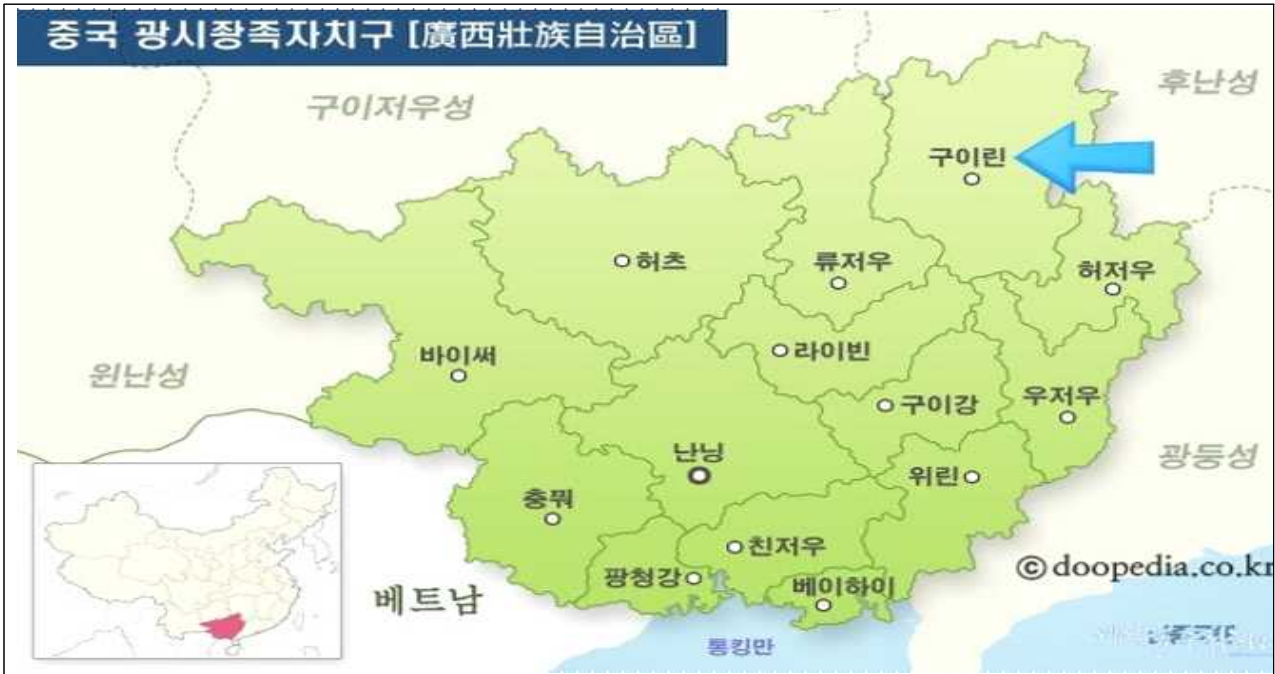 중국 광시좡족자치구 [廣西壯族自治區]
구이저우성
후난성
구이린
허츠
류저우
허저우
바이써
라이빈
윈난성
구이강
우저우
난닝
위린
광둥성
충쭤
친저우
팡청강
베이하이
베트남
통킹만
ⓒdoopedia.co.kr